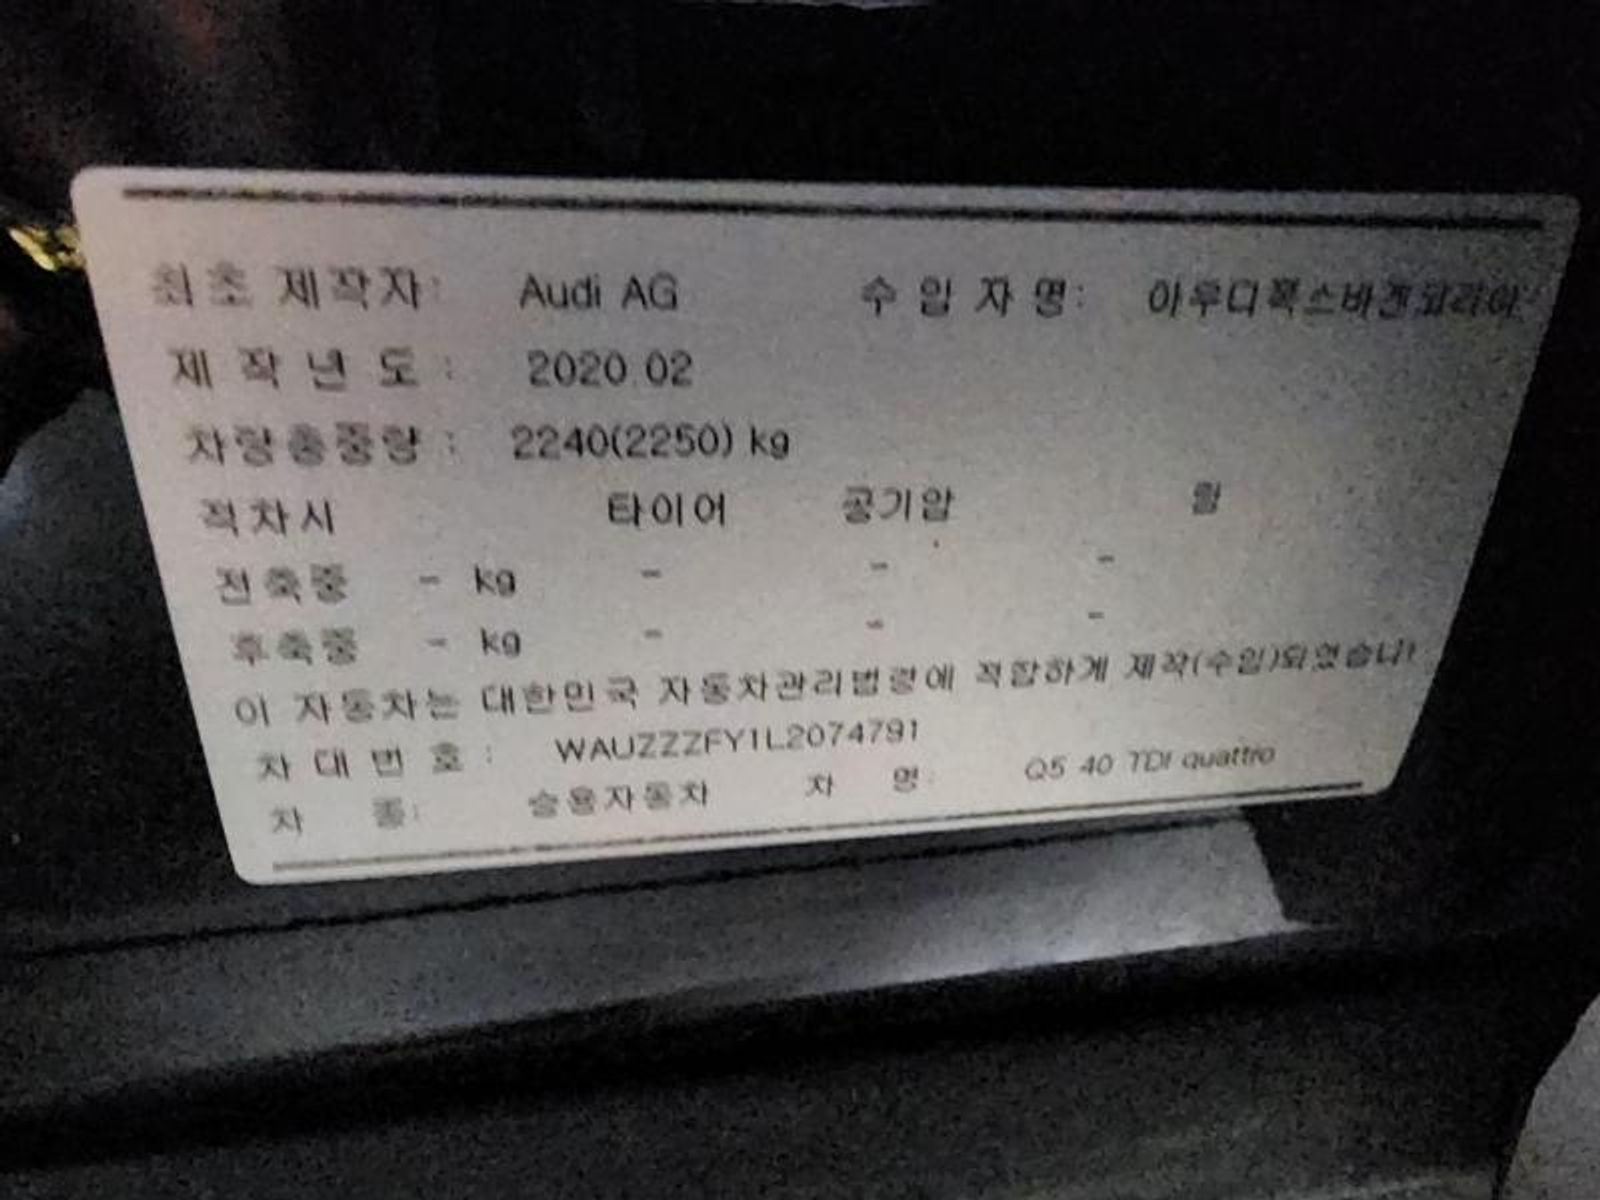 최초 제작자: Audi AG 수 입 자 명: 아우디폭스바겐코리아
제 작 년 도 : 2020.02
차량총중량 : 2240(2250) kg
적차시 타이어 공기압 림
전축중 - kg - - -
후축중 - kg - - -
이 자동차는 대한민국 자동차관리법령에 적합하게 제작(수입)되었습니다
차 대 번 호 : WAUZZZFY1L2074791
차 종: 승용자동차 차 명: Q5 40 TDI quattro